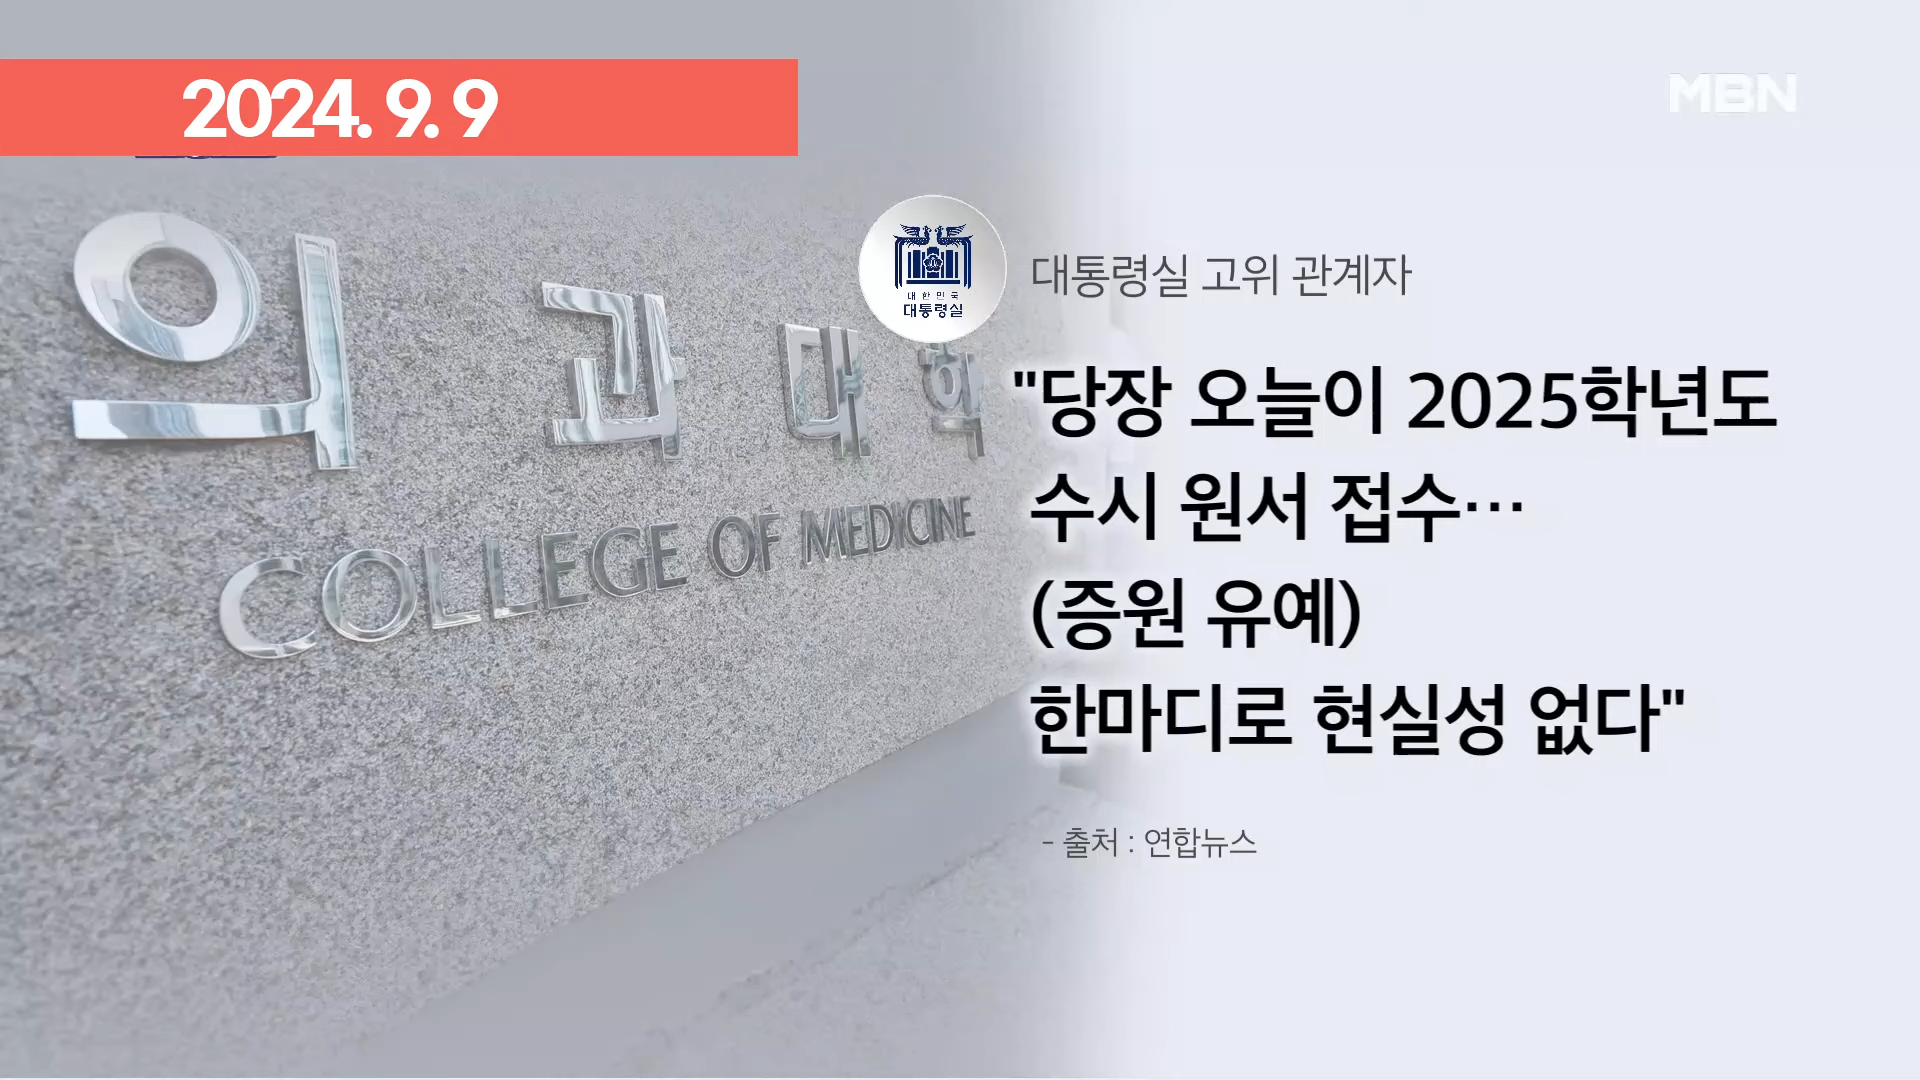 2024. 9. 9
MBN
의과대학
COLLEGE OF MEDICINE
대한민국
대통령실
대통령실 고위 관계자
"당장 오늘이 2025학년도
수시 원서 접수…
(증원 유예)
한마디로 현실성 없다"
- 출처 : 연합뉴스